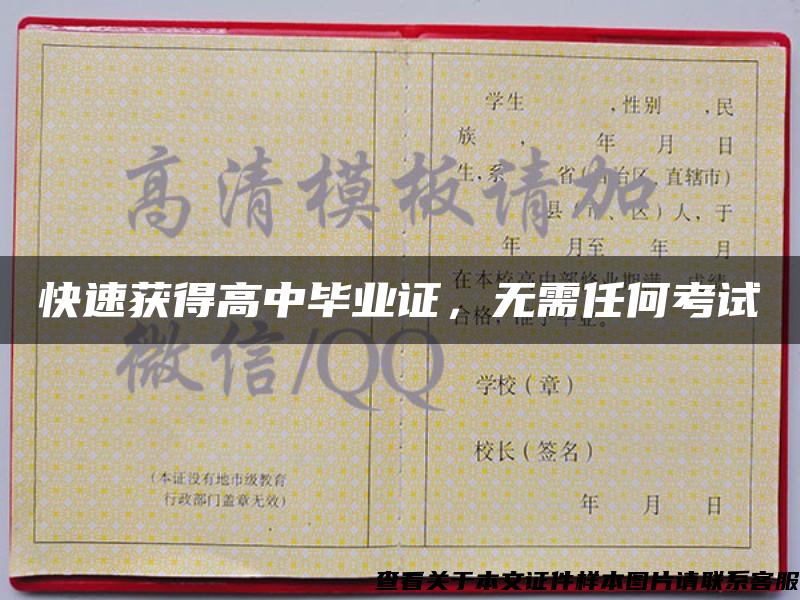 学生 ,性别 ,民
族 , 年 月 日
生,系 省(自治区,直辖市)
县(市、区)人,于
年 月至 年 月
高清模板请加
在本校高中部修业期满,成绩
快速获得高中毕业证，无需任何考试
合格,准予毕业。
微信/QQ
学校(章)
校长(签名)
(本证没有地市级教育
行政部门盖章无效)
年 月 日
查看关于本文证件样本图片请联系客服